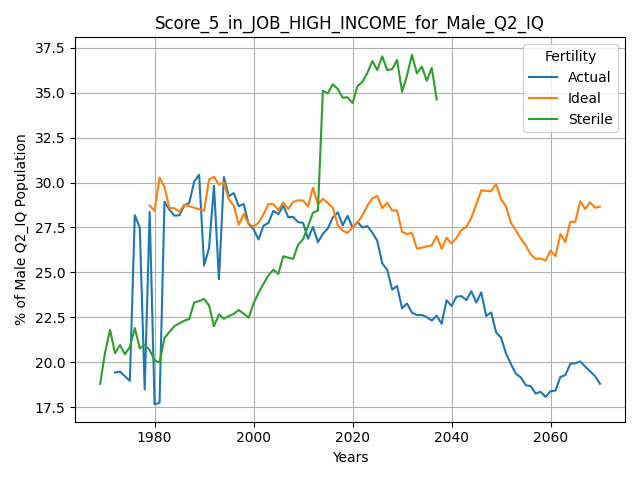 Score_5_in_JOB_HIGH_INCOME_for_Male_Q2_IQ
Fertility
Actual
Ideal
Sterile
% of Male Q2_IQ Population
37.5
35.0
32.5
30.0
27.5
25.0
22.5
20.0
17.5
1980
2000
2020
2040
2060
Years